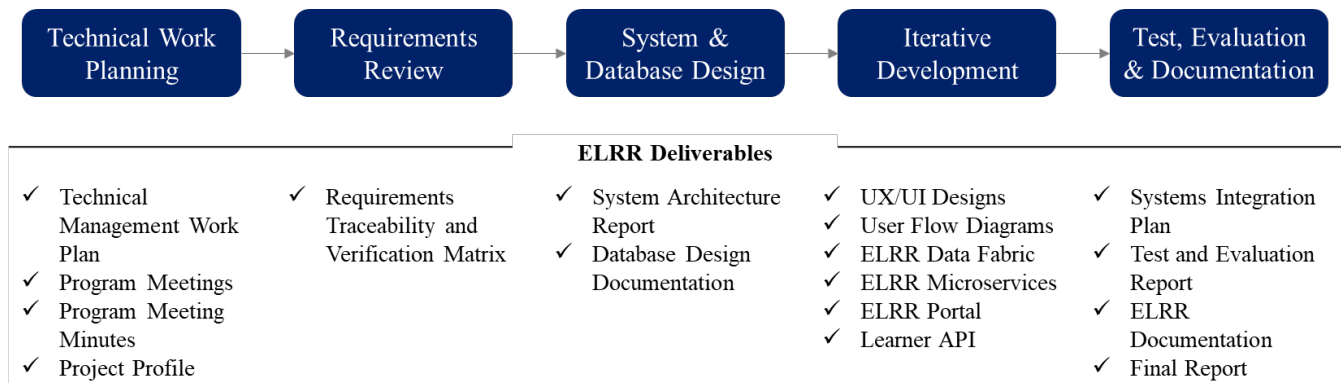 Technical Work
Planning
Requirements
Review
System &
Database Design
Iterative
Development
Test, Evaluation
& Documentation
ELRR Deliverables
✓ Technical
Management Work
Plan
✓ Program Meetings
✓ Program Meeting
Minutes
✓ Project Profile
✓ Requirements
Traceability and
Verification Matrix
✓ System Architecture
Report
✓ Database Design
Documentation
✓ UX/UI Designs
✓ User Flow Diagrams
✓ ELRR Data Fabric
✓ ELRR Microservices
✓ ELRR Portal
✓ Learner API
✓ Systems Integration
Plan
✓ Test and Evaluation
Report
✓ ELRR
Documentation
✓ Final Report